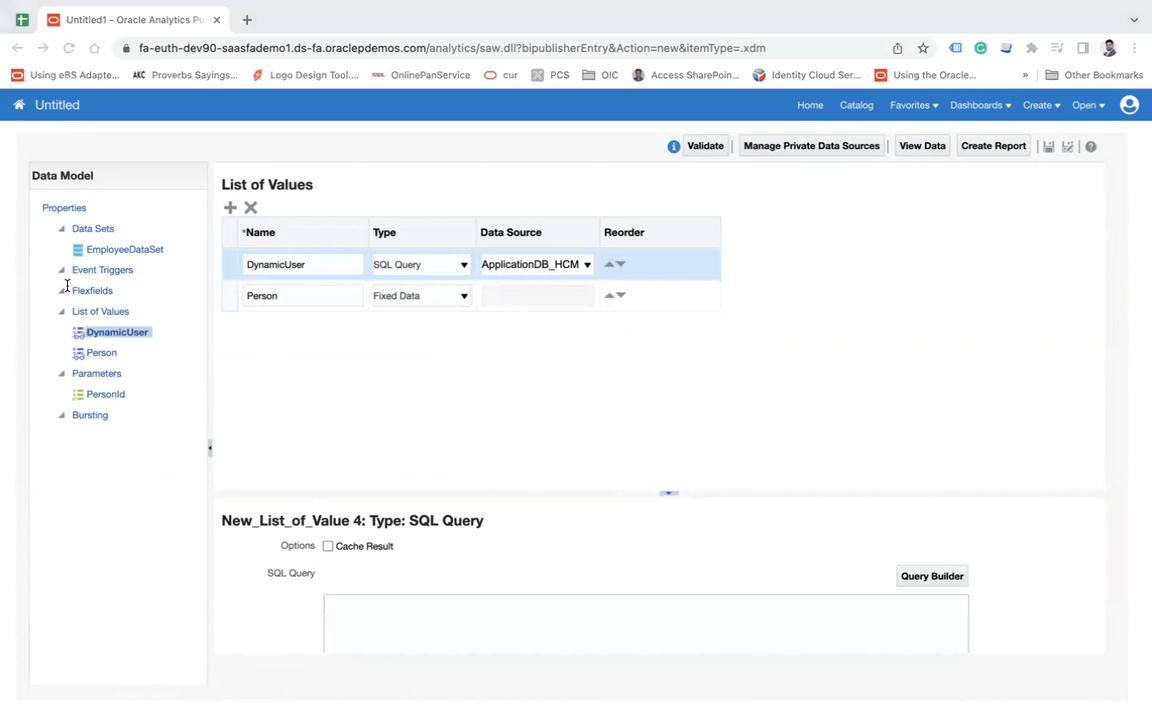 Untitled1 - Oracle Analytics Pu
fa-euth-dev90-saasfademo1.ds-fa.oraclepdemos.com/analytics/saw.dll?bipublisherEntry&Action=new&itemType=.xdm
Using eBS Adapte... AKC Proverbs Sayings,... Logo Design Tool.... OnlinePanService cur PCS OIC Access SharePoin... Identity Cloud Ser... Using the Oracle... » Other Bookmarks
Untitled Home Catalog Favorites Dashboards Create Open
Validate | Manage Private Data Sources | View Data Create Report
Data Model
Properties
Data Sets
EmployeeDataSet
Event Triggers
Flexfields
List of Values
DynamicUser
Person
Parameters
PersonId
Bursting
List of Values
*Name Type Data Source Reorder
DynamicUser SQL Query ApplicationDB_HCM
Person Fixed Data
New_List_of_Value 4: Type: SQL Query
Options Cache Result
SQL Query Query Builder